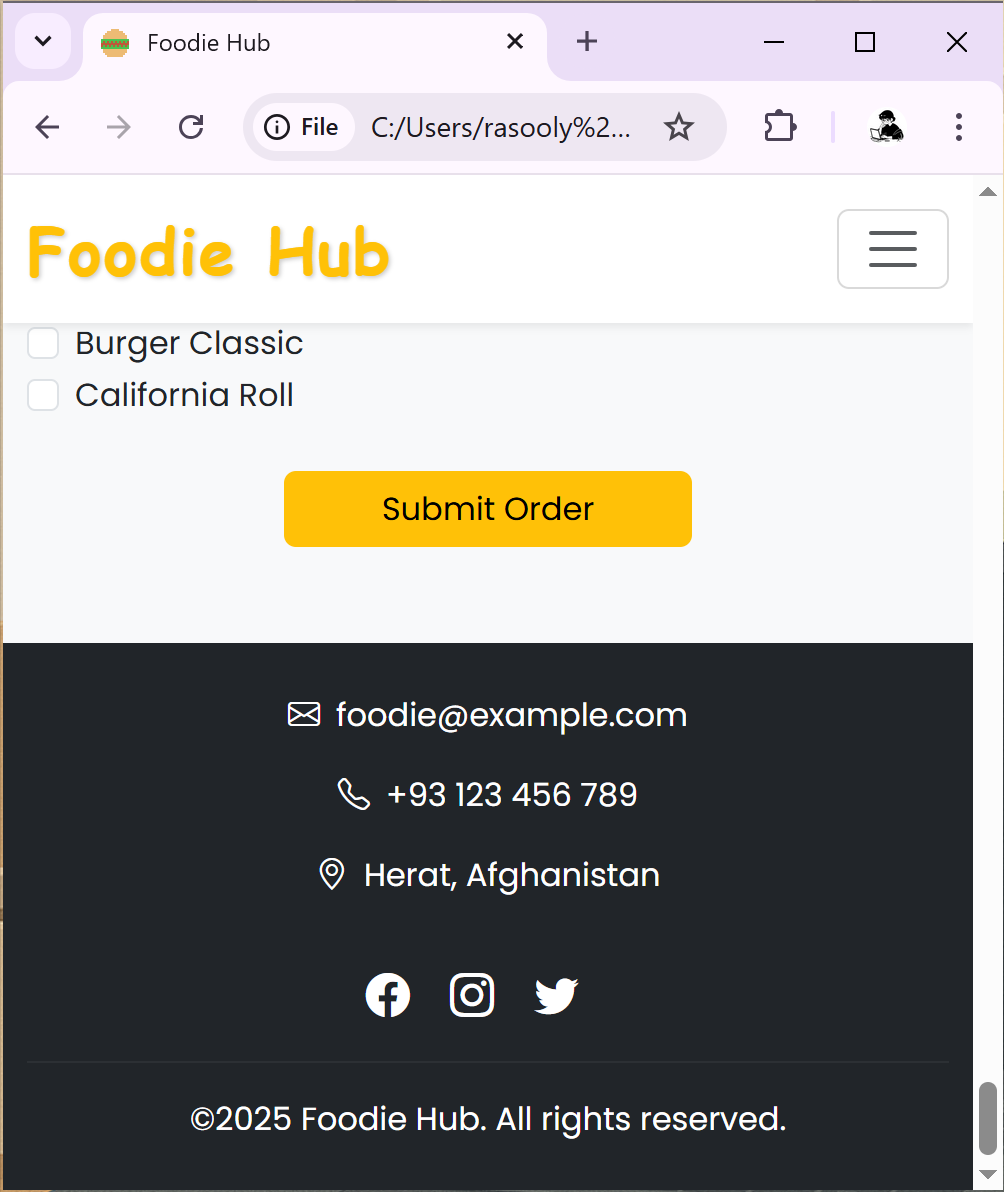 Foodie Hub
File C:/Users/rasooly%2...
Foodie Hub
Burger Classic
California Roll
Submit Order
foodie@example.com
+93 123 456 789
Herat, Afghanistan
©2025 Foodie Hub. All rights reserved.